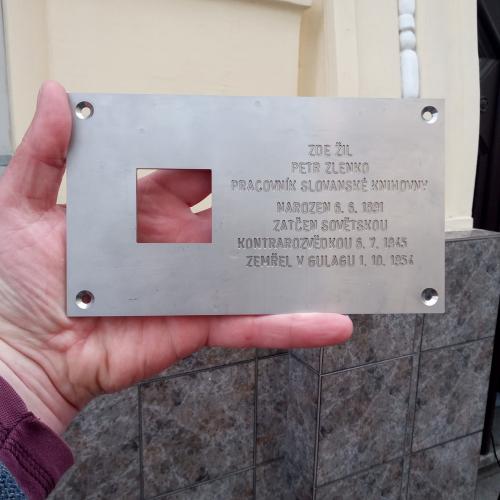 ZDE ŽIL
PETR ZLENKO
PRACOVNÍK SLOVANSKÉ KNIHOVNY
NAROZEN 6. 6. 1891
ZATČEN SOVĚTSKOU
KONTRAROZVĚDKOU 6. 7. 1945
ZEMŘEL V GULAGU 1. 10. 1954